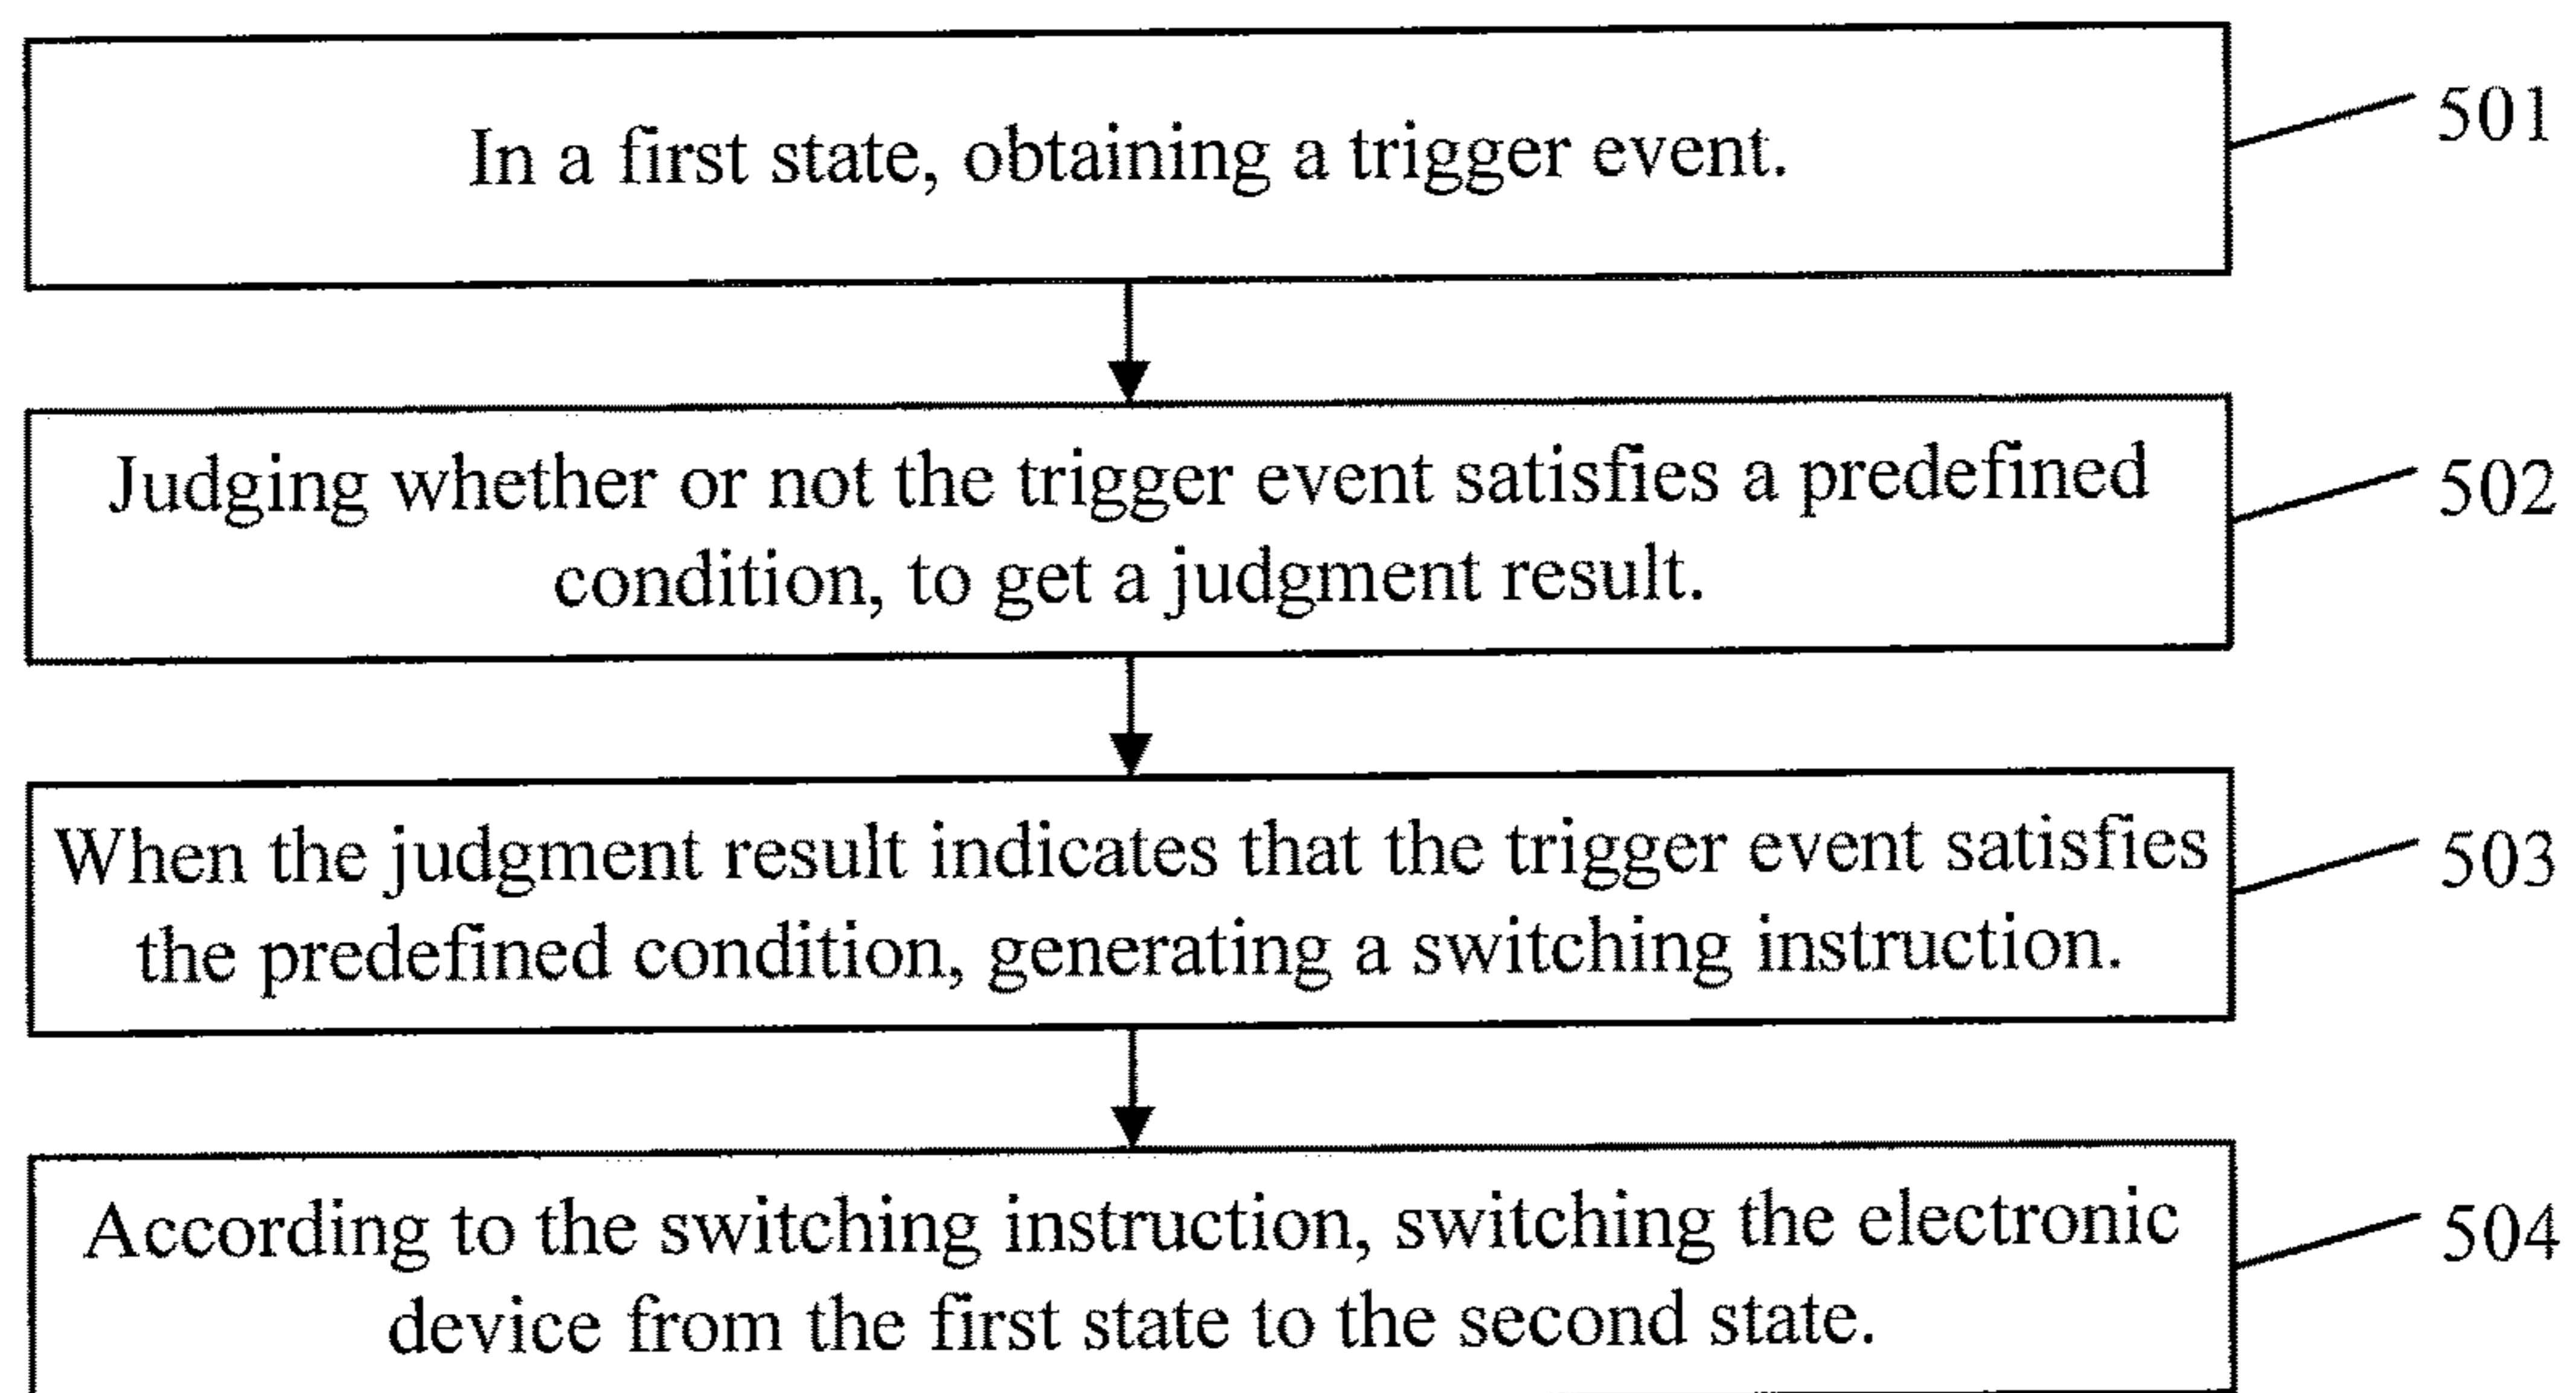 In a first state, obtaining a trigger event.
501
Judging whether or not the trigger event satisfies a predefined
condition, to get a judgment result.
502
When the judgment result indicates that the trigger event satisfies
the predefined condition, generating a switching instruction.
503
According to the switching instruction, switching the electronic
device from the first state to the second state.
504